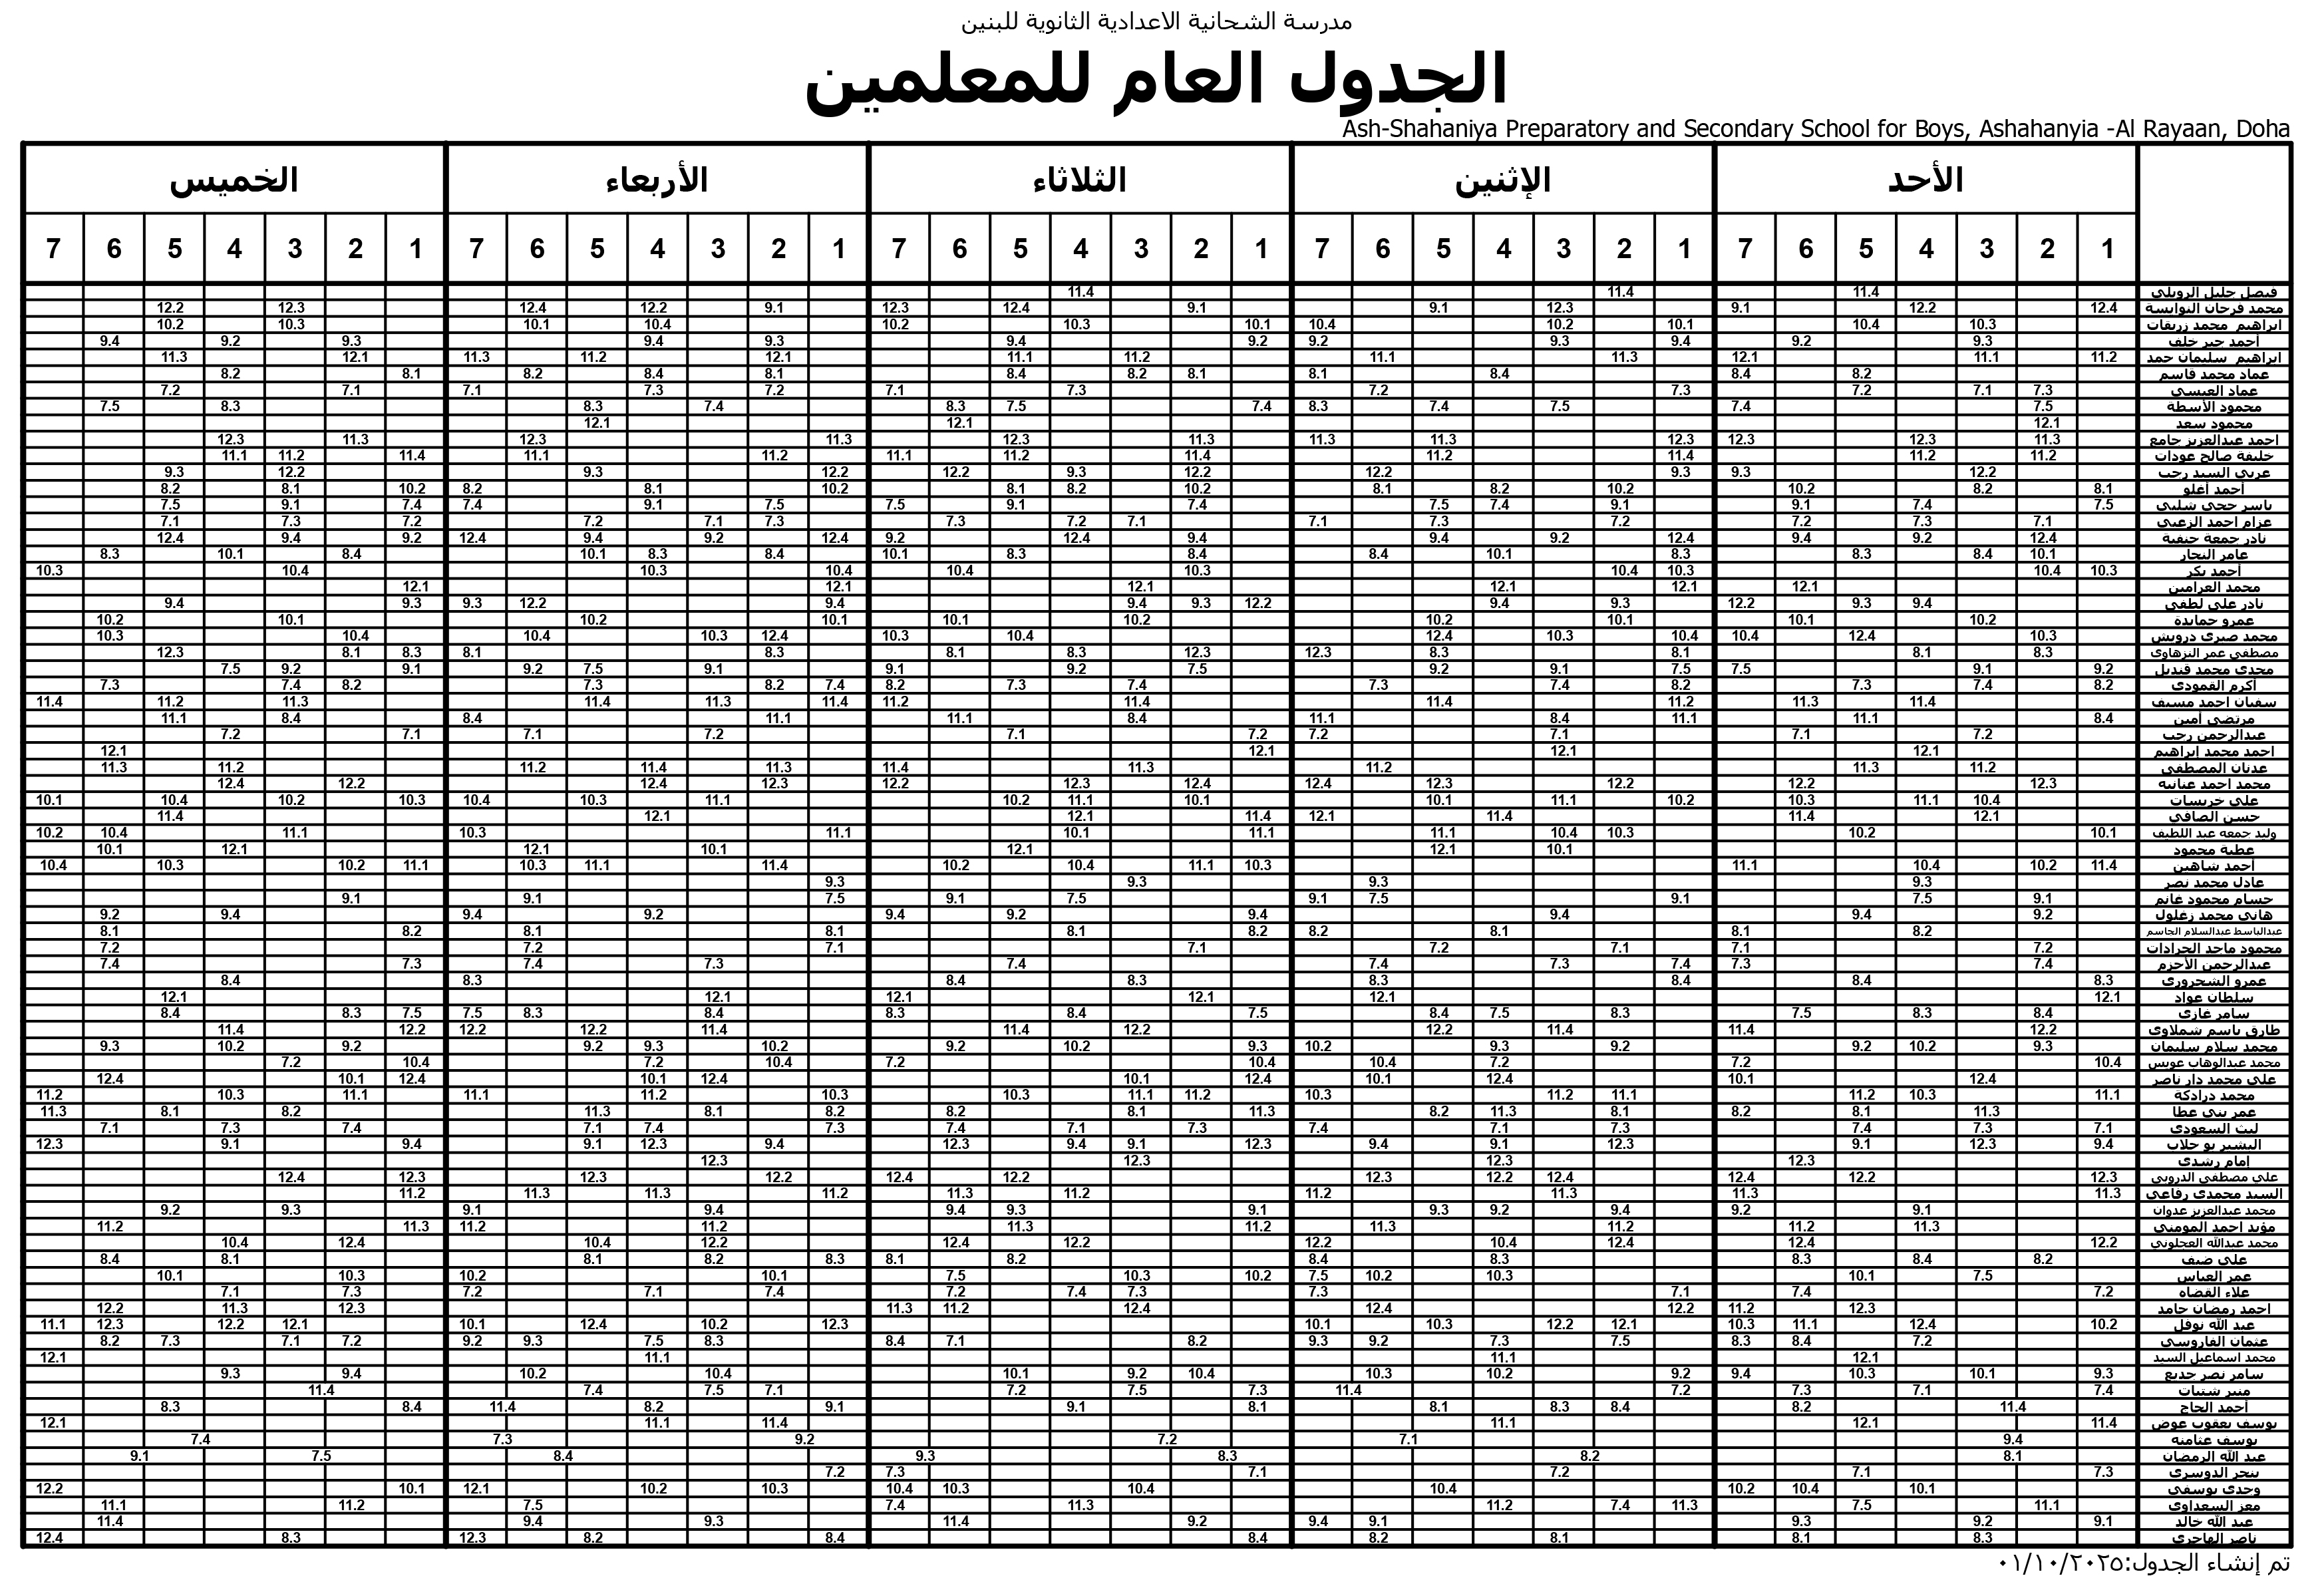 مدرسة الشحانية الاعدادية الثانوية للبنين
الجدول العام للمعلمين
Ash-Shahaniya Preparatory and Secondary School for Boys, Ashahanyia -Al Rayaan, Doha
الأحد الإثنين الثلاثاء الأربعاء الخميس
1 2 3 4 5 6 7 1 2 3 4 5 6 7 1 2 3 4 5 6 7 1 2 3 4 5 6 7 1 2 3 4 5 6 7
فيصل جليل الرويلي 11.4 11.4 11.4
محمد فرحان النوايسة 12.4 12.2 9.1 12.3 9.1 9.1 12.4 12.3 9.1 12.2 12.4 12.3 12.2
ابراهيم محمد زريقات 10.3 10.4 10.1 10.2 10.4 10.1 10.3 10.2 10.4 10.1 10.3 10.2
أحمد جبر خلف 9.3 9.2 9.4 9.3 9.2 9.2 9.4 9.3 9.4 9.3 9.2 9.4
ابراهيم سليمان حمد 11.2 11.1 12.1 11.3 11.1 11.2 11.1 12.1 11.2 11.3 12.1 11.3
عماد محمد قاسم 8.2 8.4 8.4 8.1 8.1 8.2 8.4 8.1 8.4 8.2 8.1 8.2
عماد العيسى 7.3 7.1 7.2 7.3 7.2 7.3 7.1 7.2 7.3 7.1 7.1 7.2
محمود الأسطة 7.5 7.4 7.5 7.4 8.3 7.4 7.5 8.3 7.4 8.3 8.3 7.5
محمود سعد 12.1 12.1 12.1
احمد عبدالعزيز جامع 11.3 12.3 12.3 12.3 11.3 11.3 11.3 12.3 11.3 12.3 11.3 12.3
خليفة صالح عودات 11.2 11.2 11.4 11.2 11.4 11.2 11.1 11.2 11.1 11.4 11.2 11.1
عربي السيد رجب 12.2 9.3 9.3 12.2 12.2 9.3 12.2 12.2 9.3 12.2 9.3
أحمد أغلو 8.1 8.2 10.2 10.2 8.2 8.1 10.2 8.2 8.1 10.2 8.1 8.2 10.2 8.1 8.2
ياسر حجي شلبي 7.5 7.4 9.1 9.1 7.4 7.5 7.4 9.1 7.5 7.5 9.1 7.4 7.4 9.1 7.5
عزام احمد الزعبي 7.1 7.3 7.2 7.2 7.3 7.1 7.1 7.2 7.3 7.3 7.1 7.2 7.2 7.3 7.1
نادر جمعة حنفية 12.4 9.2 9.4 12.4 9.2 9.4 9.4 12.4 9.2 12.4 9.2 9.4 12.4 9.2 9.4 12.4
عامر النجار 10.1 8.4 8.3 8.3 10.1 8.4 8.4 8.3 10.1 8.4 8.3 10.1 8.4 10.1 8.3
أحمد بكر 10.3 10.4 10.3 10.4 10.3 10.4 10.4 10.3 10.4 10.3
محمد العرامين 12.1 12.1 12.1 12.1 12.1 12.1
نادر علي لطفي 9.4 9.3 12.2 9.3 9.4 12.2 9.3 9.4 9.4 12.2 9.3 9.3 9.4
عمرو حمايدة 10.2 10.1 10.1 10.2 10.2 10.1 10.1 10.2 10.1 10.2
محمد صبري درويش 10.3 12.4 10.4 10.4 10.3 12.4 10.4 10.3 12.4 10.3 10.4 10.4 10.3
مصطفى عمر النزهاوي 8.3 8.1 8.1 8.3 12.3 12.3 8.3 8.1 8.3 8.1 8.3 8.1 12.3
مجدي محمد قنديل 9.2 9.1 7.5 7.5 9.1 9.2 7.5 9.2 9.1 9.1 7.5 9.2 9.1 9.2 7.5
أكرم القمودي 8.2 7.4 7.3 8.2 7.4 7.3 7.4 7.3 8.2 7.4 8.2 7.3 8.2 7.4 7.3
سفيان احمد مسيف 11.4 11.3 11.2 11.4 11.4 11.2 11.4 11.3 11.4 11.3 11.2 11.4
مرتضى أمين 8.4 11.1 11.1 8.4 11.1 8.4 11.1 11.1 8.4 8.4 11.1
عبدالرحمن رجب 7.2 7.1 7.1 7.2 7.2 7.1 7.2 7.1 7.1 7.2
احمد محمد ابراهيم 12.1 12.1 12.1 12.1
عدنان المصطفى 11.2 11.3 11.2 11.3 11.4 11.3 11.4 11.2 11.2 11.3
محمد احمد عنانبه 12.3 12.2 12.2 12.3 12.4 12.4 12.3 12.2 12.3 12.4 12.2 12.4
علي خريسات 10.4 11.1 10.3 10.2 11.1 10.1 10.1 11.1 10.2 11.1 10.3 10.4 10.3 10.2 10.4 10.1
حسن الصافي 12.1 11.4 11.4 12.1 11.4 12.1 12.1 11.4
وليد جمعه عبد اللطيف 10.1 10.2 10.3 10.4 11.1 11.1 10.1 11.1 10.3 11.1 10.4 10.2
عطية محمود 10.1 12.1 12.1 10.1 12.1 12.1 10.1
أحمد شاهين 11.4 10.2 10.4 11.1 10.3 11.1 10.4 10.2 11.4 11.1 10.3 11.1 10.2 10.3 10.4
عادل محمد نصر 9.3 9.3 9.3 9.3
حسام محمود غانم 9.1 7.5 9.1 7.5 9.1 7.5 9.1 7.5 9.1 9.1
هاني محمد زغلول 9.2 9.4 9.4 9.4 9.2 9.4 9.2 9.4 9.4 9.2
عبدالباسط عبدالسلام الجاسم 8.2 8.1 8.1 8.2 8.2 8.1 8.1 8.1 8.2 8.1
محمود ماجد الجرادات 7.2 7.1 7.1 7.2 7.1 7.1 7.2 7.2
عبدالرحمن الأحزم 7.4 7.3 7.4 7.3 7.4 7.4 7.3 7.4 7.3 7.4
عمرو الشحروري 8.3 8.4 8.4 8.3 8.3 8.4 8.3 8.4
سلطان عواد 12.1 12.1 12.1 12.1 12.1 12.1
سامر غازي 8.4 8.3 7.5 8.3 7.5 8.4 7.5 8.4 8.3 8.4 8.3 7.5 7.5 8.3 8.4
طارق باسم شملاوي 12.2 11.4 11.4 12.2 12.2 11.4 11.4 12.2 12.2 12.2 11.4
محمد سلام سليمان 9.3 10.2 9.2 9.2 9.3 10.2 9.3 10.2 9.2 10.2 9.3 9.2 9.2 10.2 9.3
محمد عبدالوهاب عويس 10.4 7.2 7.2 10.4 10.4 7.2 10.4 7.2 10.4 7.2
علي محمد دار ناصر 12.4 10.1 12.4 10.1 12.4 10.1 12.4 10.1 12.4 10.1 12.4
محمد درادكة 11.1 10.3 11.2 11.1 11.2 10.3 11.2 11.1 10.3 10.3 11.2 11.1 11.1 10.3 11.2
عمر بني عطا 11.3 8.1 8.2 8.1 11.3 8.2 11.3 8.1 8.2 8.2 8.1 11.3 8.2 8.1 11.3
ليث السعودي 7.1 7.3 7.4 7.3 7.1 7.4 7.3 7.1 7.4 7.3 7.4 7.1 7.4 7.3 7.1
البشير بو جلاب 9.4 12.3 9.1 12.3 9.1 9.4 12.3 9.1 9.4 12.3 9.4 12.3 9.1 9.4 9.1 12.3
إمام رشدي 12.3 12.3 12.3 12.3
علي مصطفى الدروبي 12.3 5.2 12.4 12.4 12.2 12.3 12.2 12.4 12.2 12.3 12.3 12.4
السيد محمدي رفاعي 11.3 11.3 11.3 11.2 11.2 11.3 11.2 11.3 11.3 11.2
محمد عبدالعزيز عدوان 9.1 9.2 9.4 9.2 9.3 9.1 9.3 9.4 9.4 9.1 9.3 9.2
مؤيد احمد المومني 11.3 11.2 11.2 11.3 11.2 11.3 11.2 11.2 11.3 11.2
محمد عبدالله العجلوني 12.2 12.4 12.4 10.4 12.2 12.2 12.4 12.2 10.4 12.4 10.4
علي ضيف 8.2 8.4 8.3 8.3 8.4 8.2 8.1 8.3 8.2 8.1 8.1 8.4
عمر العباس 7.5 10.1 10.3 10.2 7.5 10.2 10.3 7.5 10.1 10.2 10.3 10.1
علاء القضاه 7.2 7.4 7.1 7.3 7.3 7.4 7.2 7.4 7.1 7.2 7.3 7.1
احمد رمضان حامد 12.3 11.2 12.2 12.4 12.4 11.2 11.3 12.3 11.3 12.2
عبد الله نوفل 10.2 12.4 11.1 10.3 12.1 12.2 10.3 10.1 12.3 10.2 12.4 10.1 12.1 12.2 12.3 11.1
عثمان الفاروسي 7.2 8.4 8.3 7.5 7.3 9.2 9.3 8.2 7.1 8.4 8.3 7.5 9.3 9.2 7.2 7.1 7.3 8.2
محمد اسماعيل السيد 12.1 11.1 11.1 12.1
سامر نصر جديع 9.3 10.1 10.3 9.4 9.2 10.2 10.3 10.4 9.2 10.1 10.4 10.2 9.4 9.3
منير شتيات 7.4 7.1 7.3 7.2 11.4 7.3 7.5 7.2 7.1 7.5 7.4 11.4
أحمد الحاج 11.4 8.2 8.4 8.3 8.1 8.1 9.1 9.1 8.2 11.4 8.4 8.3
يوسف يعقوب عوض 11.4 12.1 11.1 11.4 11.1 12.1
يوسف عثامنه 9.4 7.1 7.2 9.2 7.3 7.4
عبد الله الرمضان 8.1 8.2 8.3 9.3 8.4 7.5 9.1
بنجر الدوسري 7.3 7.1 7.2 7.1 7.3 7.2
وحدي يوسفي 10.1 10.4 10.2 10.4 10.4 10.3 10.4 10.3 10.2 12.1 10.1 12.2
معز السعداوي 11.1 7.5 11.3 7.4 11.2 11.3 7.4 7.5 11.2 11.1
عبد الله خالد 9.1 9.2 9.3 9.1 9.4 9.2 11.4 9.3 9.4 11.4
ناصر الهاجري 8.3 8.1 8.1 8.2 8.4 8.4 8.2 12.3 8.3 12.4
تم إنشاء الجدول:٠١/١٠/٢٠٢٥